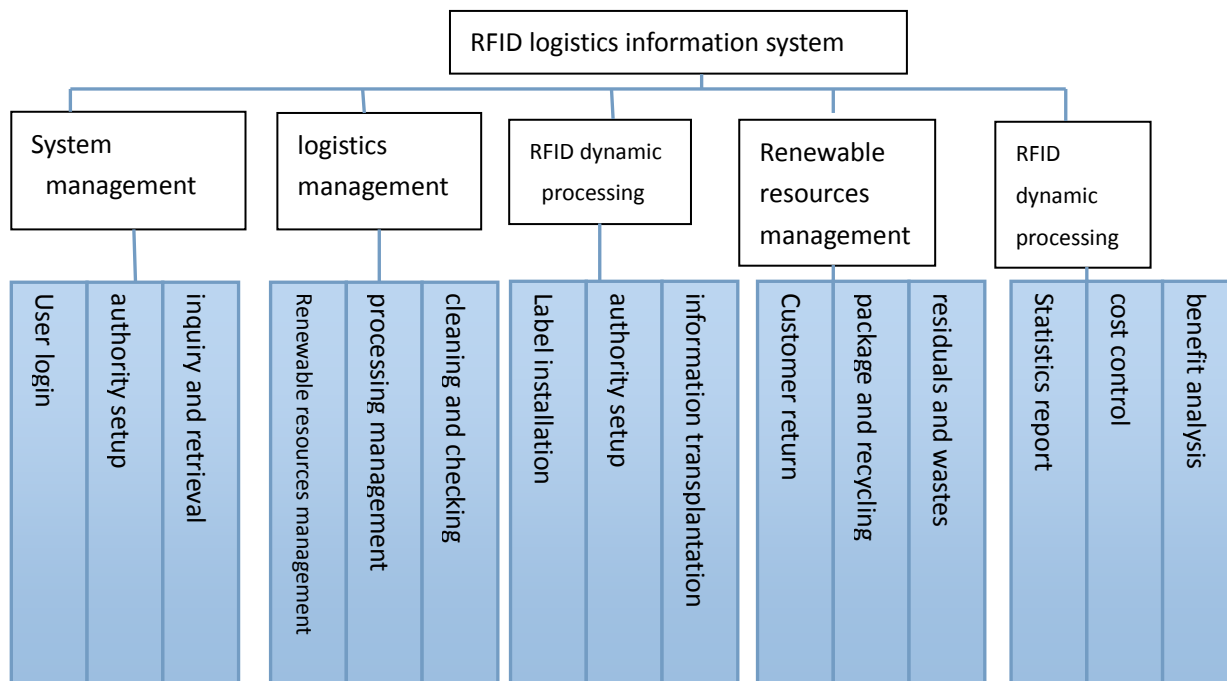 RFID logistics information system
System
management
logistics
management
RFID dynamic
processing
Renewable
resources
management
RFID
dynamic
processing
User login
authority setup
inquiry and retrieval
Renewable resources management
processing management
cleaning and checking
Label installation
authority setup
information transplantation
Customer return
package and recycling
residuals and wastes
Statistics report
cost control
benefit analysis